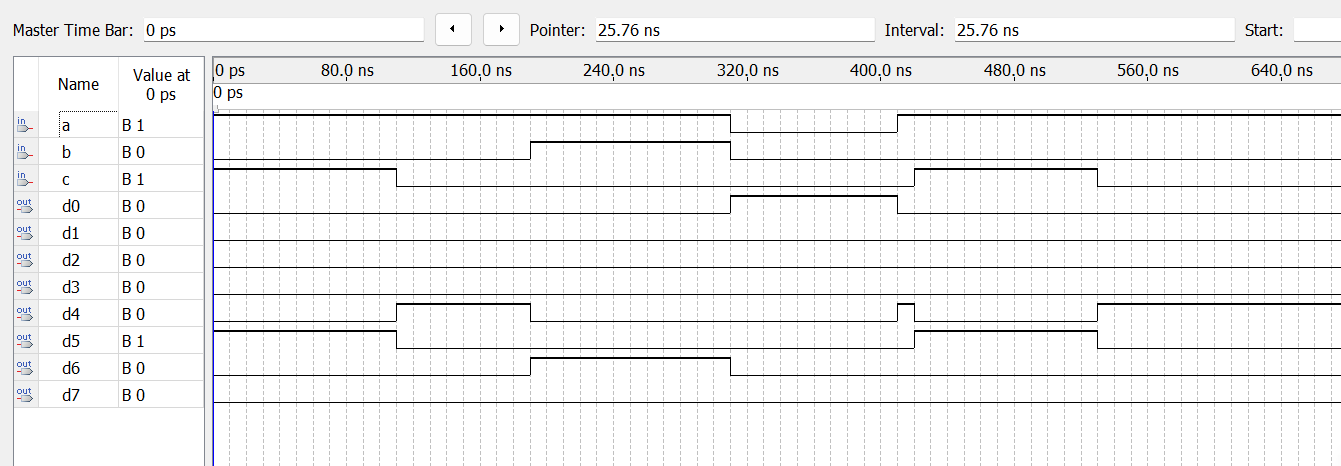 Master Time Bar: 0 ps Pointer: 25.76 ns Interval: 25.76 ns Start:
Name Value at 0 ps
0 ps 80.0 ns 160.0 ns 240.0 ns 320.0 ns 400.0 ns 480.0 ns 560.0 ns 640.0 ns
0 ps
in a B 1
in b B 0
in c B 1
out d0 B 0
out d1 B 0
out d2 B 0
out d3 B 0
out d4 B 0
out d5 B 1
out d6 B 0
out d7 B 0